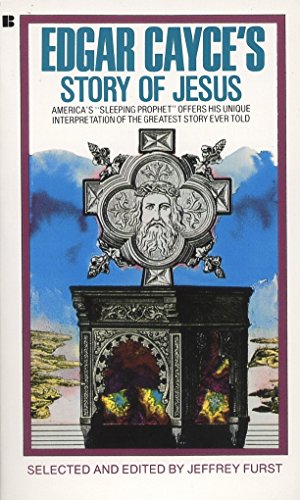 B
EDGAR CAYCE'S
STORY OF JESUS
AMERICA'S "SLEEPING PROPHET" OFFERS HIS UNIQUE
INTERPRETATION OF THE GREATEST STORY EVER TOLD
SELECTED AND EDITED BY JEFFREY FURST